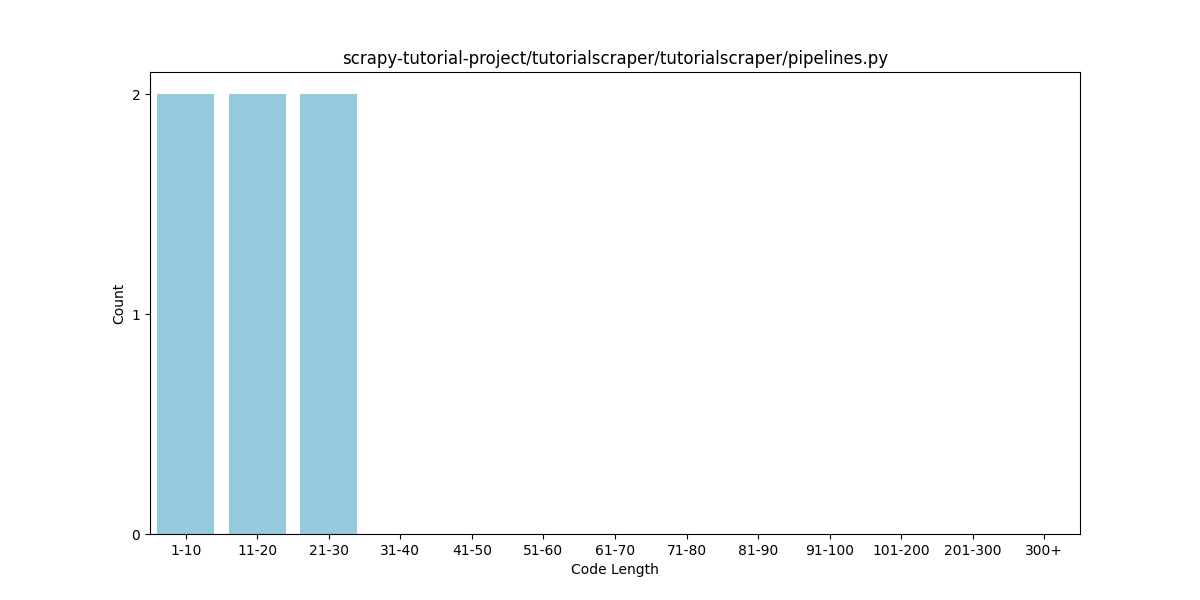 scrapy-tutorial-project/tutorialscraper/tutorialscraper/pipelines.py
2
1
0
Count
1-10 11-20 21-30 31-40 41-50 51-60 61-70 71-80 81-90 91-100 101-200 201-300 300+
Code Length